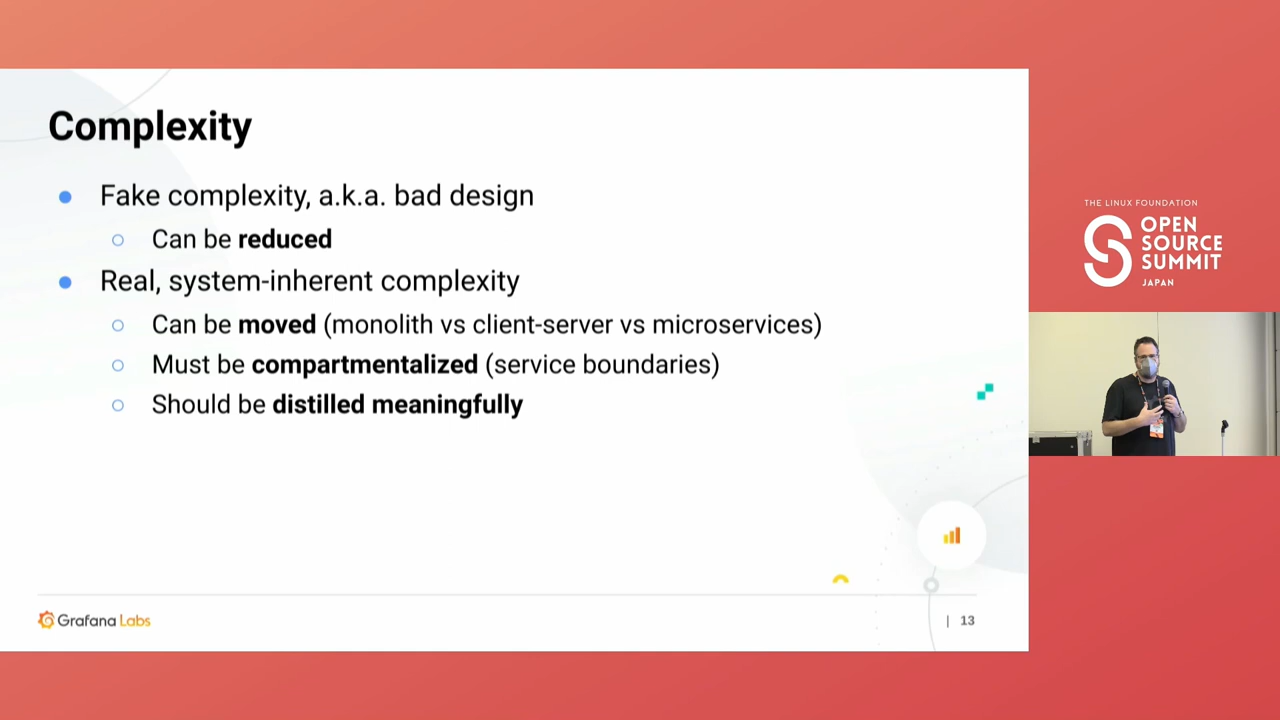 Complexity
Fake complexity, a.k.a. bad design
Can be reduced
Real, system-inherent complexity
Can be moved (monolith vs client-server vs microservices)
Must be compartmentalized (service boundaries)
Should be distilled meaningfully
Grafana Labs
| 13
THE LINUX FOUNDATION
OPEN
SOURCE
SUMMIT
JAPAN